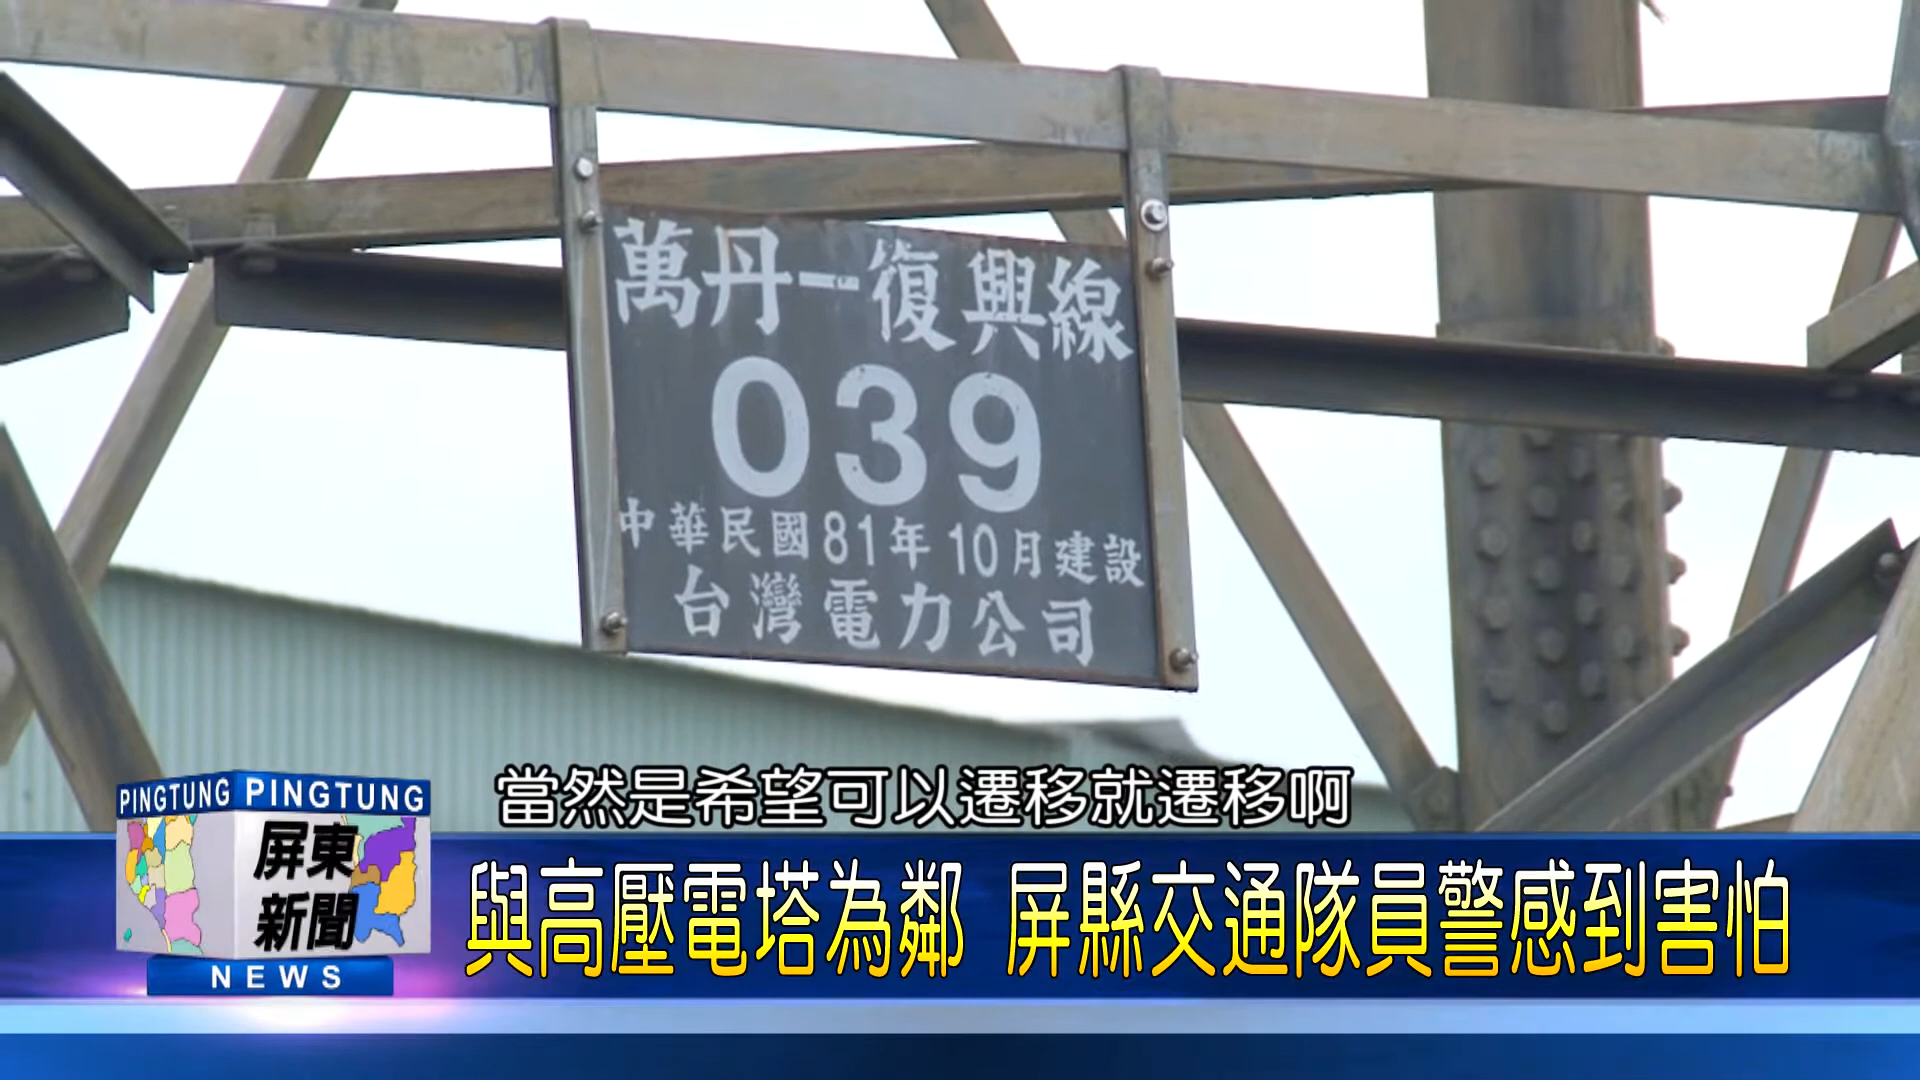 萬丹一復興線
039
中華民國81年10月建設
台灣電力公司
當然是希望可以遷移就遷移啊
PINGTUNG PINGTUNG
屏東
新聞
NEWS
與高壓電塔為鄰 屏縣交通隊員警感到害怕